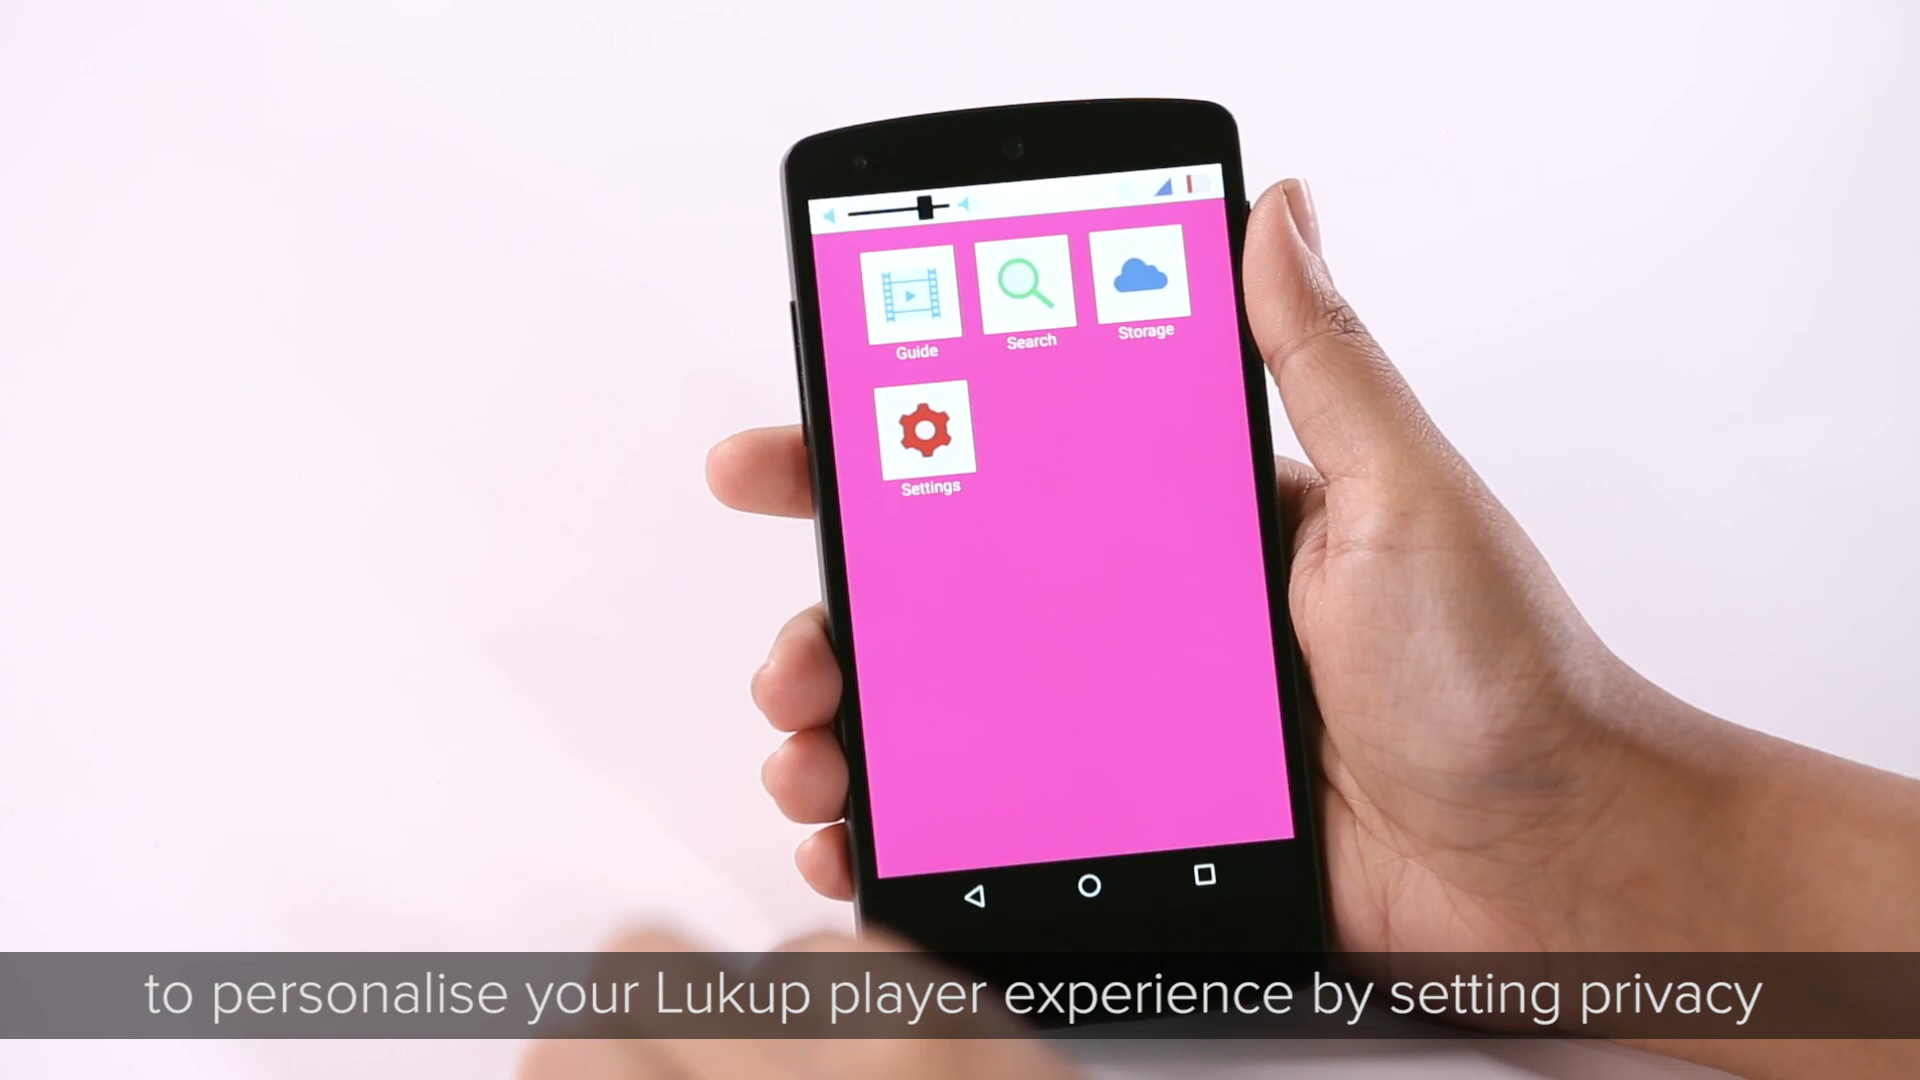 Guide
Search
Storage
Settings
to personalise your Lukup player experience by setting privacy